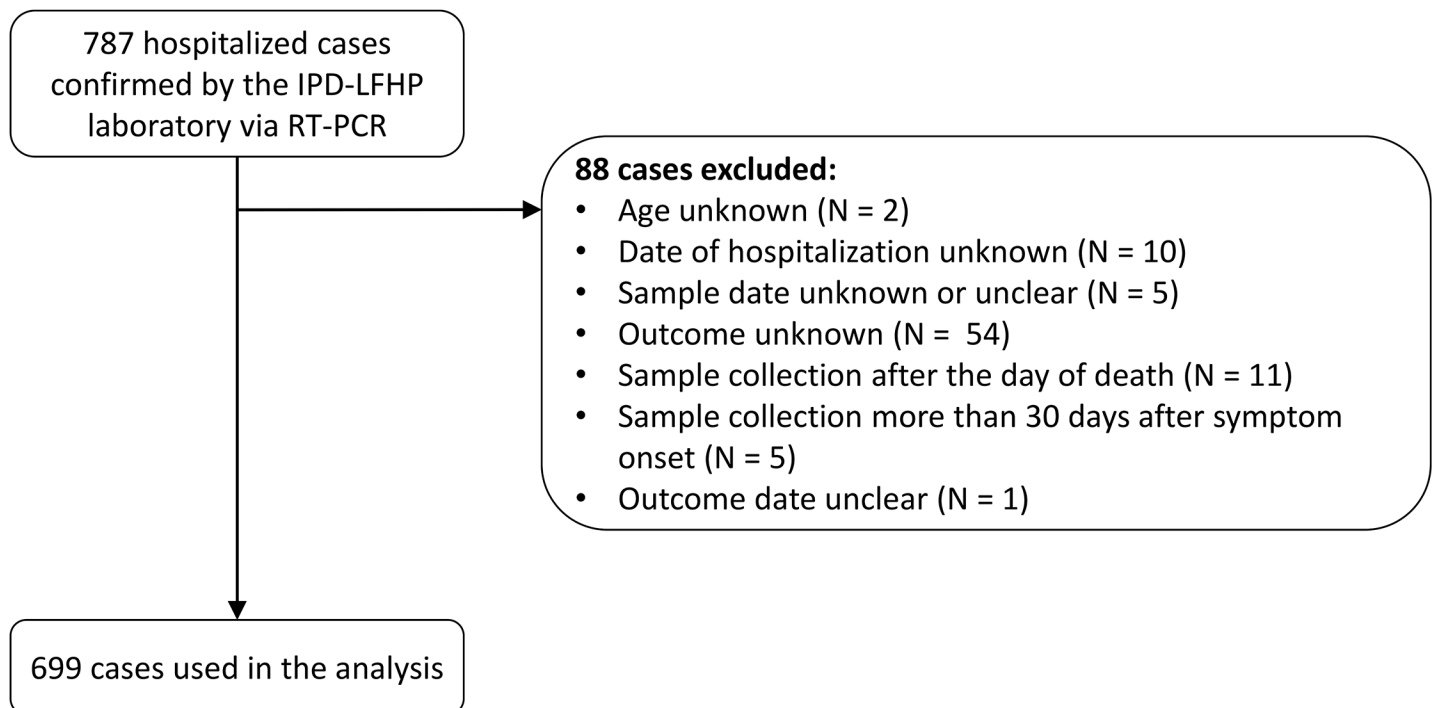 787 hospitalized cases
confirmed by the IPD-LFHP
laboratory via RT-PCR
88 cases excluded:
• Age unknown (N = 2)
• Date of hospitalization unknown (N = 10)
• Sample date unknown or unclear (N = 5)
• Outcome unknown (N =  54)
• Sample collection after the day of death (N = 11)
• Sample collection more than 30 days after symptom
onset (N = 5)
• Outcome date unclear (N = 1)
699 cases used in the analysis